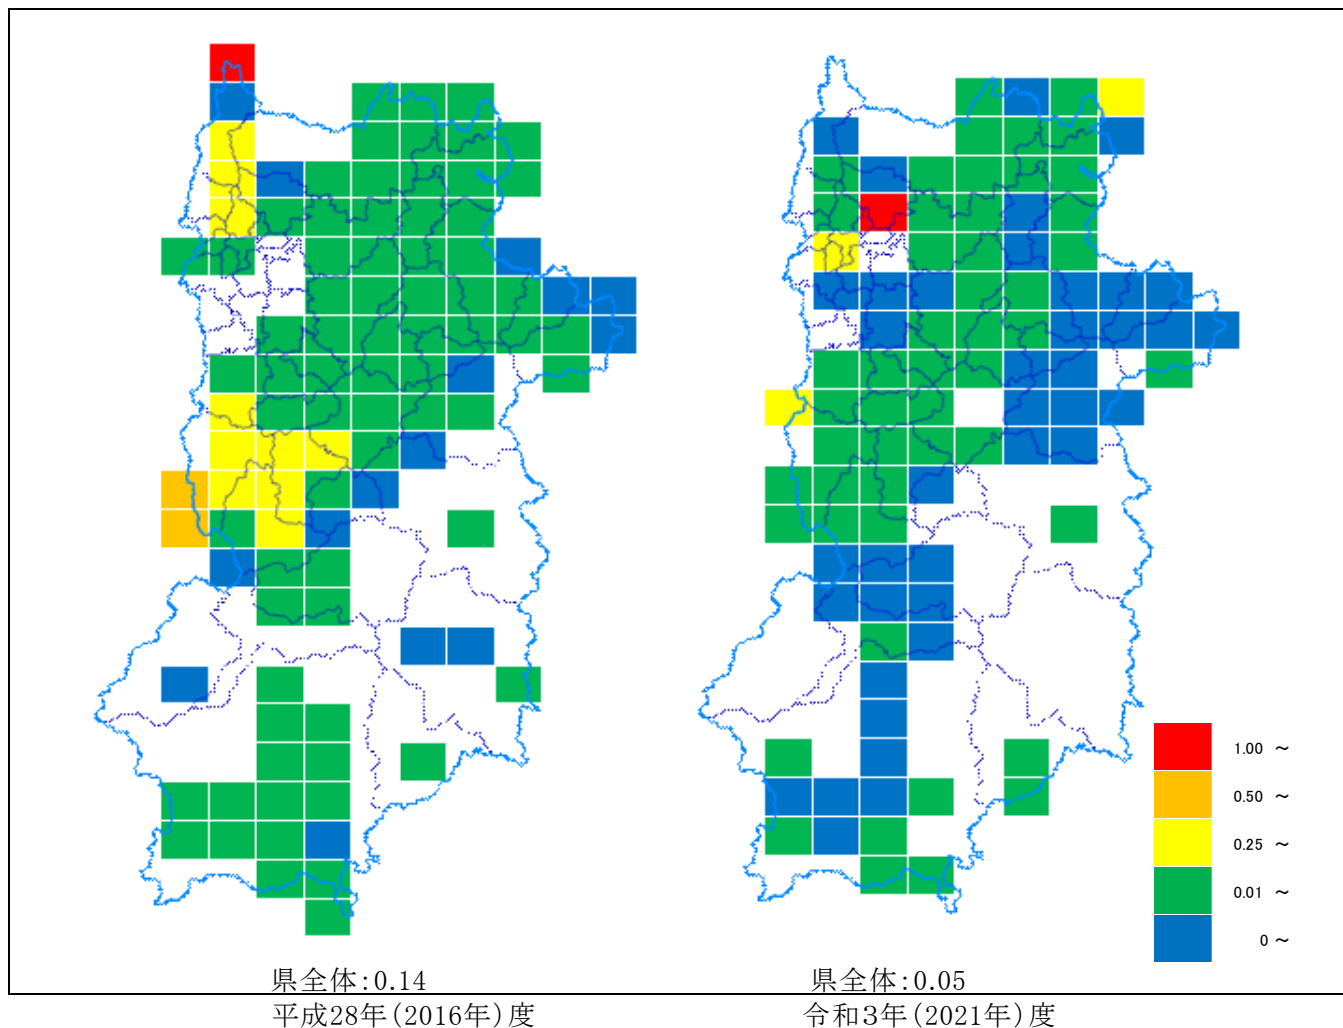 1.00 ～
0.50 ～
0.25 ～
0.01 ～
0 ～
県全体：0.14
県全体：0.05
平成28年(2016年)度
令和3年(2021年)度